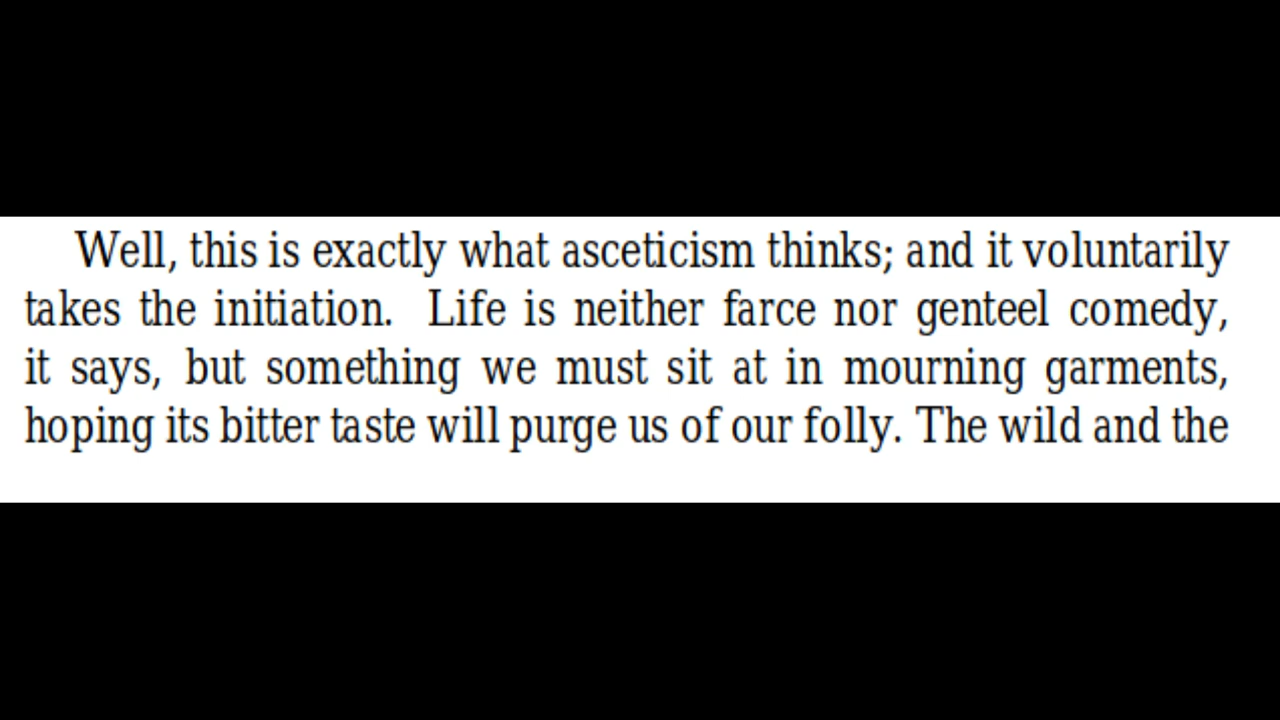 Well, this is exactly what asceticism thinks; and it voluntarily
takes the initiation. Life is neither farce nor genteel comedy,
it says, but something we must sit at in mourning garments,
hoping its bitter taste will purge us of our folly. The wild and the